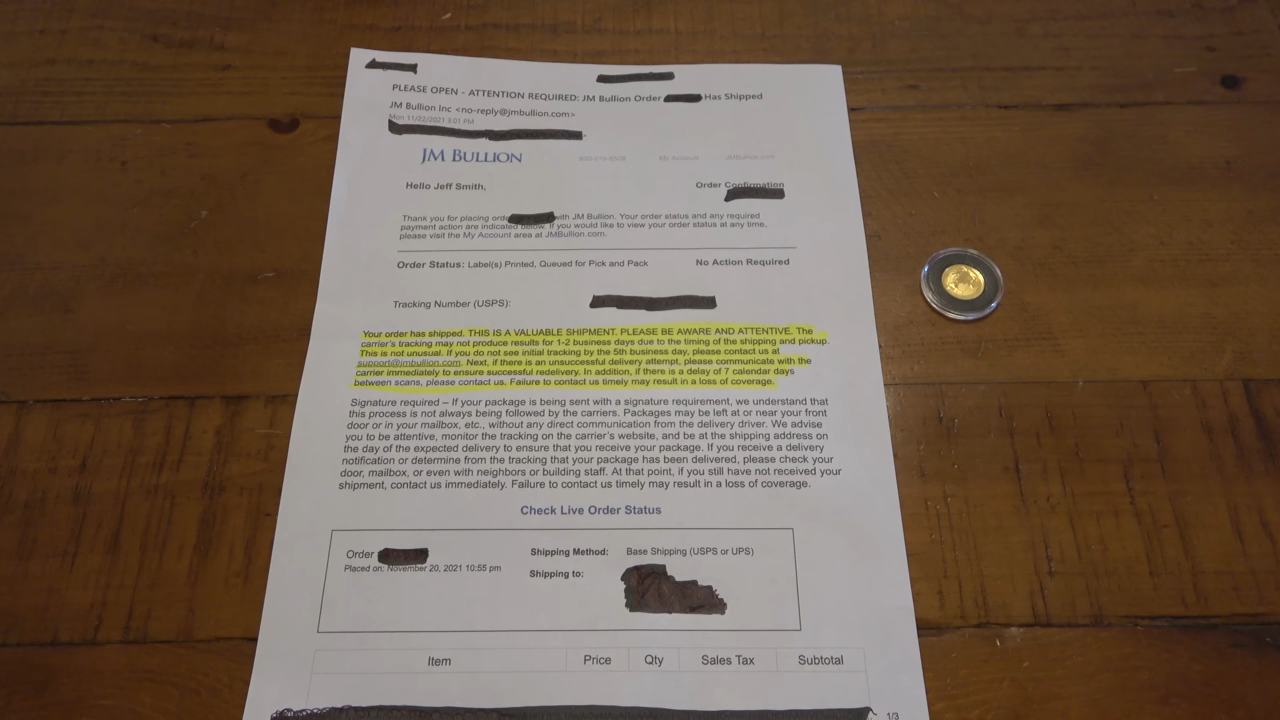 PLEASE OPEN - ATTENTION REQUIRED: JM Bullion Order Has Shipped
JM Bullion Inc <no-reply@jmbullion.com>
Mon 11/22/2021 3:01 PM
JM BULLION
My Account
JMBullion.com
Hello Jeff Smith,
Order Confirmation
Thank you for placing with JM Bullion. Your order status and any required
payment action are indicated below. If you would like to view your order status at any time,
please visit the My Account area at JMBullion.com.
Order Status: Label(s) Printed, Queued for Pick and Pack
No Action Required
Tracking Number (USPS):
Your order has shipped. THIS IS A VALUABLE SHIPMENT. PLEASE BE AWARE AND ATTENTIVE. The
carrier's tracking may not produce results for 1-2 business days due to the timing of the shipping and pickup.
This is not unusual. If you do not see initial tracking by the 5th business day, please contact us at
support@jmbullion.com. Next, if there is an unsuccessful delivery attempt, please communicate with the
carrier immediately to ensure successful redelivery. In addition, if there is a delay of 7 calendar days
between scans, please contact us. Failure to contact us timely may result in a loss of coverage.
Signature required – If your package is being sent with a signature requirement, we understand that
this process is not always being followed by the carriers. Packages may be left at or near your front
door or in your mailbox, etc., without any direct communication from the delivery driver. We advise
you to be attentive, monitor the tracking on the carrier's website, and be at the shipping address on
the day of the expected delivery to ensure that you receive your package. If you receive a delivery
notification or determine from the tracking that your package has been delivered, please check your
door, mailbox, or even with neighbors or building staff. At that point, if you still have not received your
shipment, contact us immediately. Failure to contact us timely may result in a loss of coverage.
Check Live Order Status
Order
Placed on: November 20, 2021 10:55 pm
Shipping Method: Base Shipping (USPS or UPS)
Shipping to:
Item Price Qty Sales Tax Subtotal
1/3